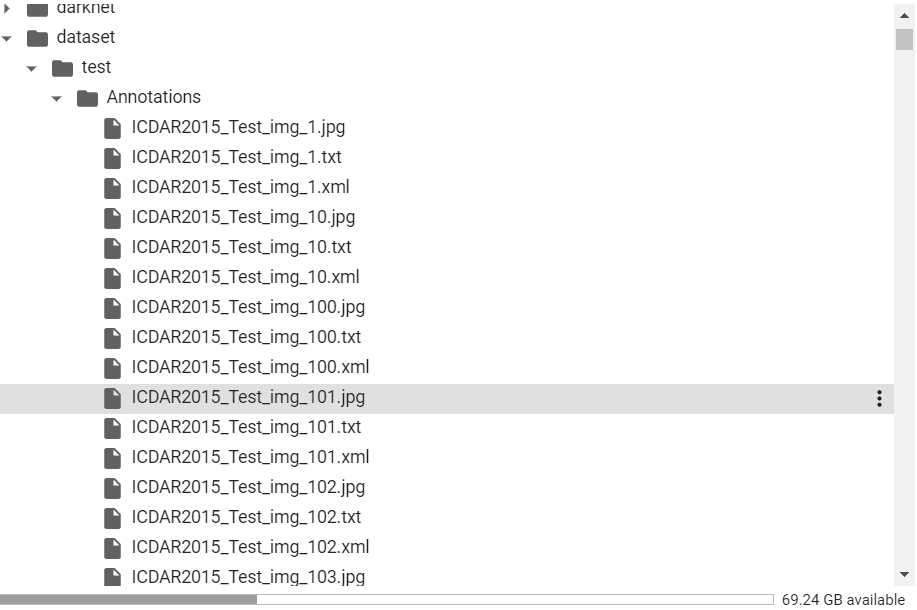 darknet
dataset
test
Annotations
ICDAR2015_Test_img_1.jpg
ICDAR2015_Test_img_1.txt
ICDAR2015_Test_img_1.xml
ICDAR2015_Test_img_10.jpg
ICDAR2015_Test_img_10.txt
ICDAR2015_Test_img_10.xml
ICDAR2015_Test_img_100.jpg
ICDAR2015_Test_img_100.txt
ICDAR2015_Test_img_100.xml
ICDAR2015_Test_img_101.jpg
ICDAR2015_Test_img_101.txt
ICDAR2015_Test_img_101.xml
ICDAR2015_Test_img_102.jpg
ICDAR2015_Test_img_102.txt
ICDAR2015_Test_img_102.xml
ICDAR2015_Test_img_103.jpg
69.24 GB available